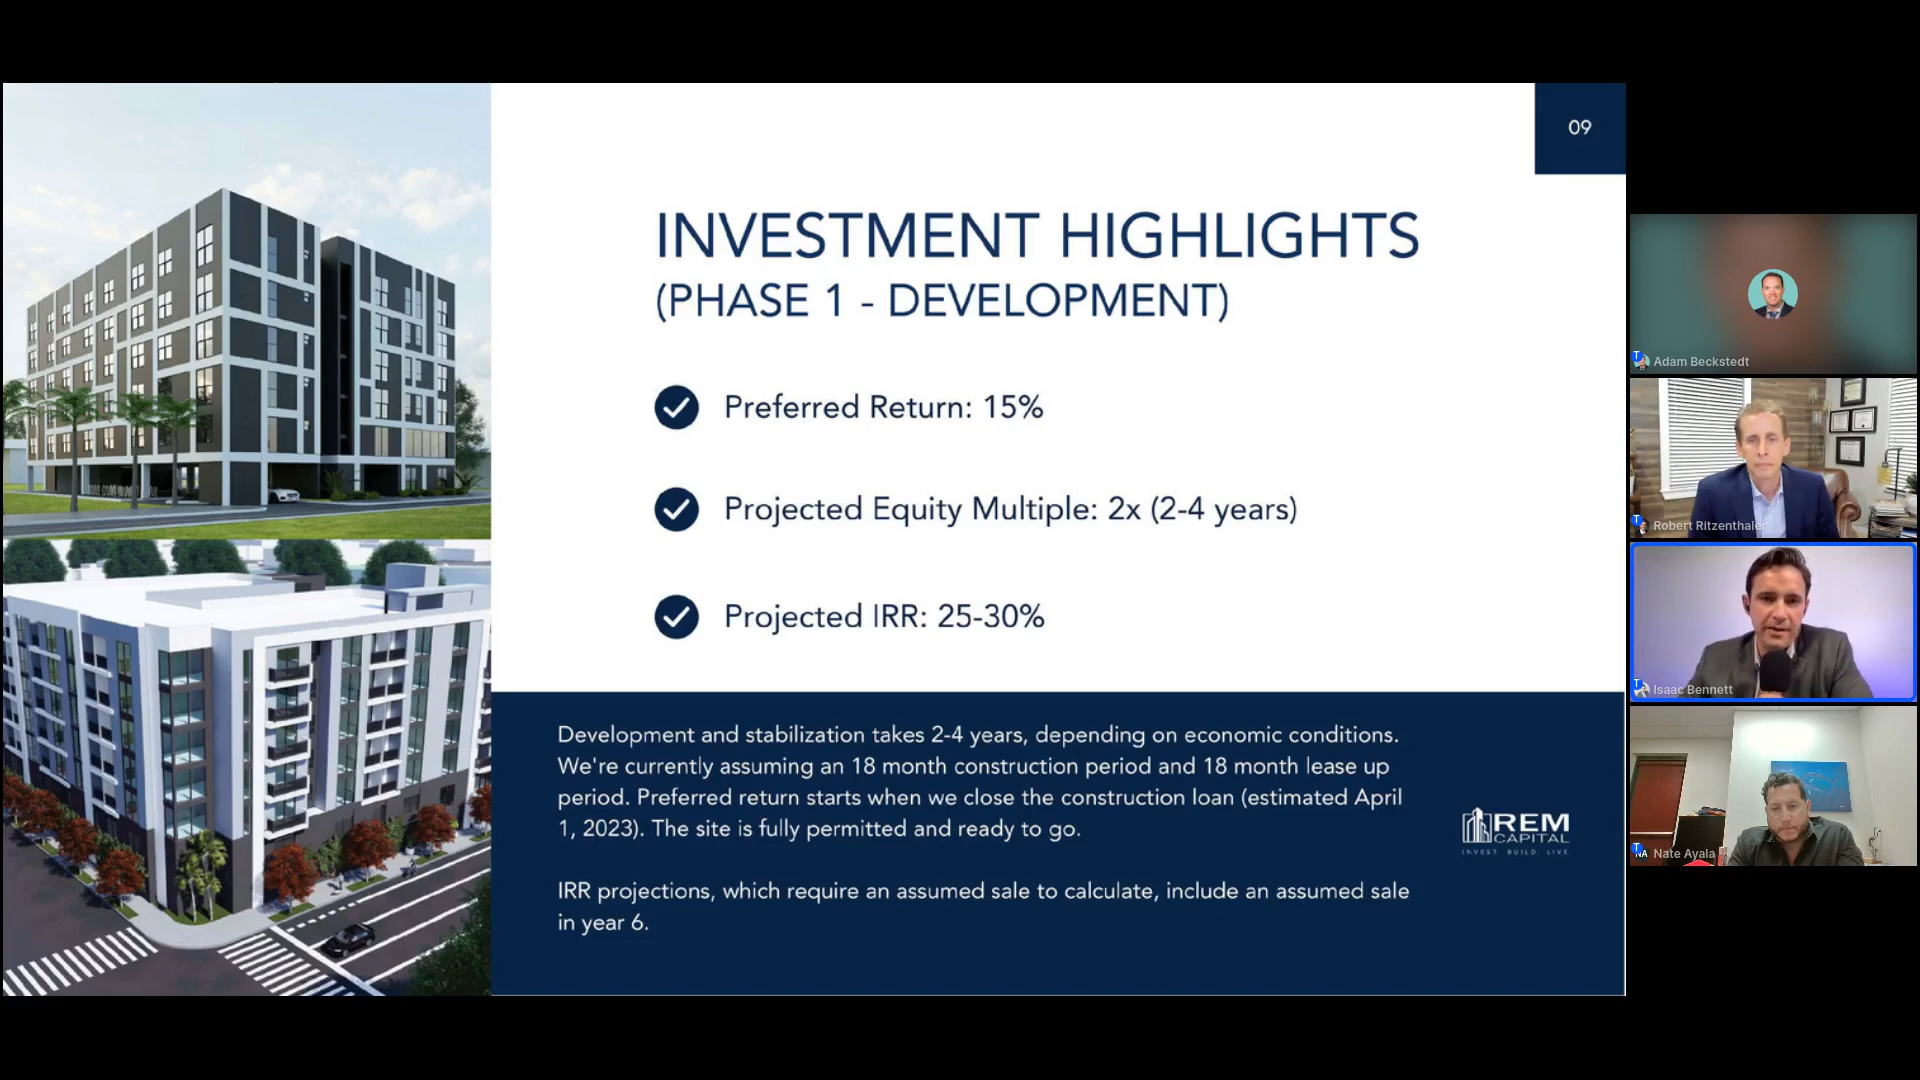 09
INVESTMENT HIGHLIGHTS
(PHASE 1 - DEVELOPMENT)
Preferred Return: 15%
Projected Equity Multiple: 2x (2-4 years)
Projected IRR: 25-30%
Development and stabilization takes 2-4 years, depending on economic conditions.
We're currently assuming an 18 month construction period and 18 month lease up
period. Preferred return starts when we close the construction loan (estimated April
1, 2023). The site is fully permitted and ready to go.
IRR projections, which require an assumed sale to calculate, include an assumed sale
in year 6.
REM
CAPITAL
INVEST. BUILD. LIVE.
Adam Beckstedt
Robert Ritzenthaler
Isaac Bennett
NA Nate Ayala